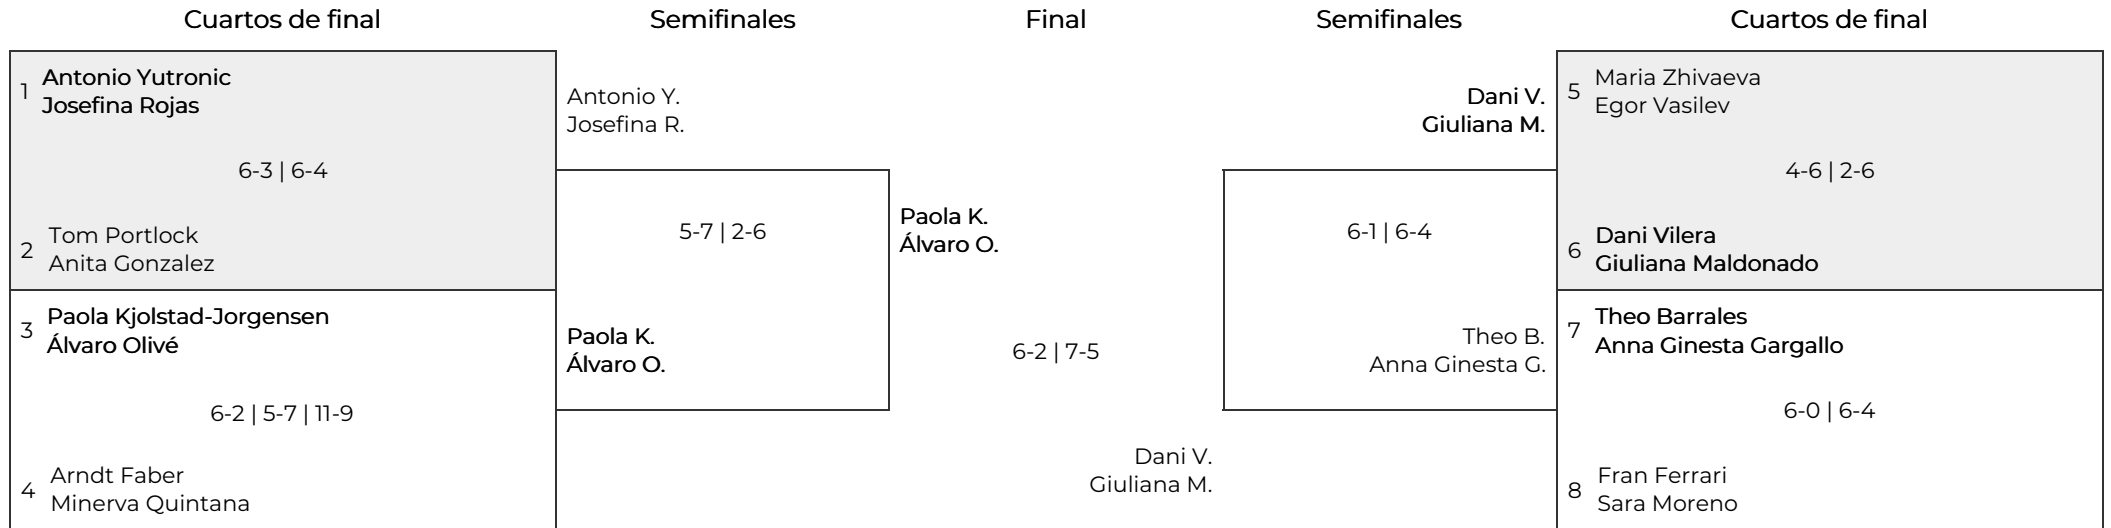 Cuartos de final
Semifinales
Final
Semifinales
Cuartos de final
1
Antonio Yutronic
Josefina Rojas
6-3 | 6-4
2
Tom Portlock
Anita Gonzalez
3
Paola Kjolstad-Jorgensen
Álvaro Olivé
6-2 | 5-7 | 11-9
4
Arndt Faber
Minerva Quintana
Antonio Y.
Josefina R.
5-7 | 2-6
Paola K.
Álvaro O.
Paola K.
Álvaro O.
6-2 | 7-5
Dani V.
Giuliana M.
Dani V.
Giuliana M.
6-1 | 6-4
Theo B.
Anna Ginesta G.
5
Maria Zhivaeva
Egor Vasilev
4-6 | 2-6
6
Dani Vilera
Giuliana Maldonado
7
Theo Barrales
Anna Ginesta Gargallo
6-0 | 6-4
8
Fran Ferrari
Sara Moreno